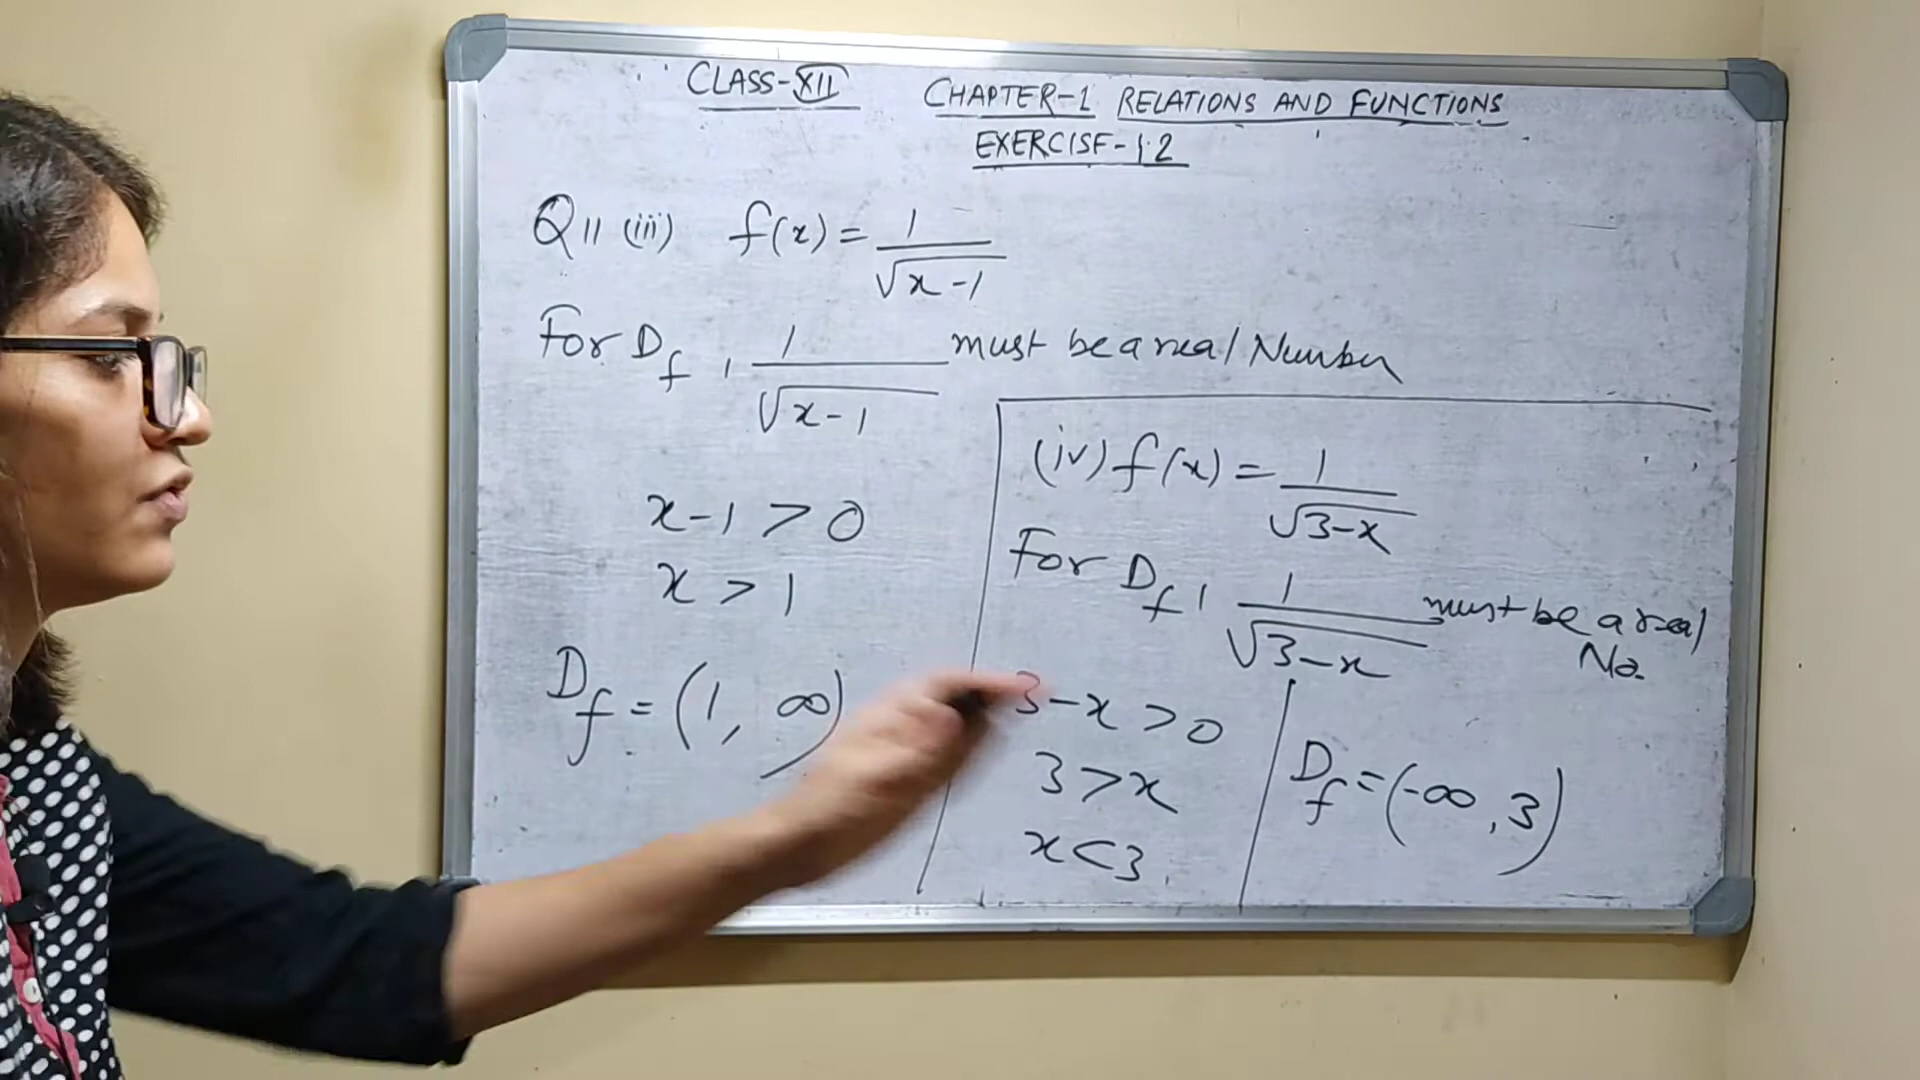 CLASS-XII CHAPTER-1 RELATIONS AND FUNCTIONS
EXERCISE-1.2
Q11 (iii) f(x) = 1/√(x-1)
For Df, 1/√(x-1) must be a real Number
x-1 > 0
x > 1
Df = (1, ∞)
(iv) f(x) = 1/√(3-x)
For Df, 1/√(3-x) must be a real
No.
3-x > 0
3 > x
x < 3
Df = (-∞, 3)